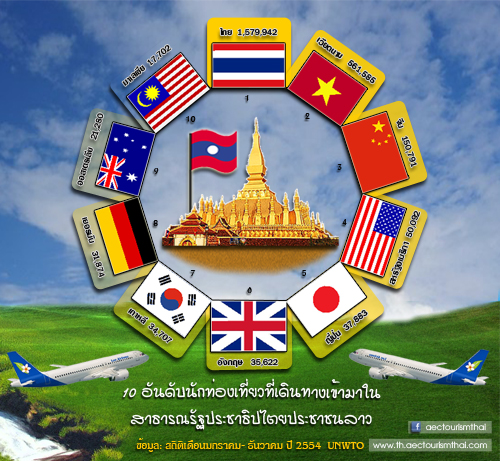 ไทย 1,579,942
1
เวียดนาม 561,585
2
จีน 150,791
3
สหรัฐอเมริกา 50,092
4
ญี่ปุ่น 37,883
5
อังกฤษ 35,622
6
เกาหลี 34,707
7
เยอรมัน 31,874
8
ออสเตรเลีย 21,280
9
มาเลเซีย 17,702
10
10 อันดับนักท่องเที่ยวที่เดินทางเข้ามาใน
สาธารณรัฐประชาธิปไตยประชาชนลาว
ข้อมูล: สถิติเดือนมกราคม- ธันวาคม ปี 2554 UNWTO
f aectourismthai
www.th.aectourismthai.com